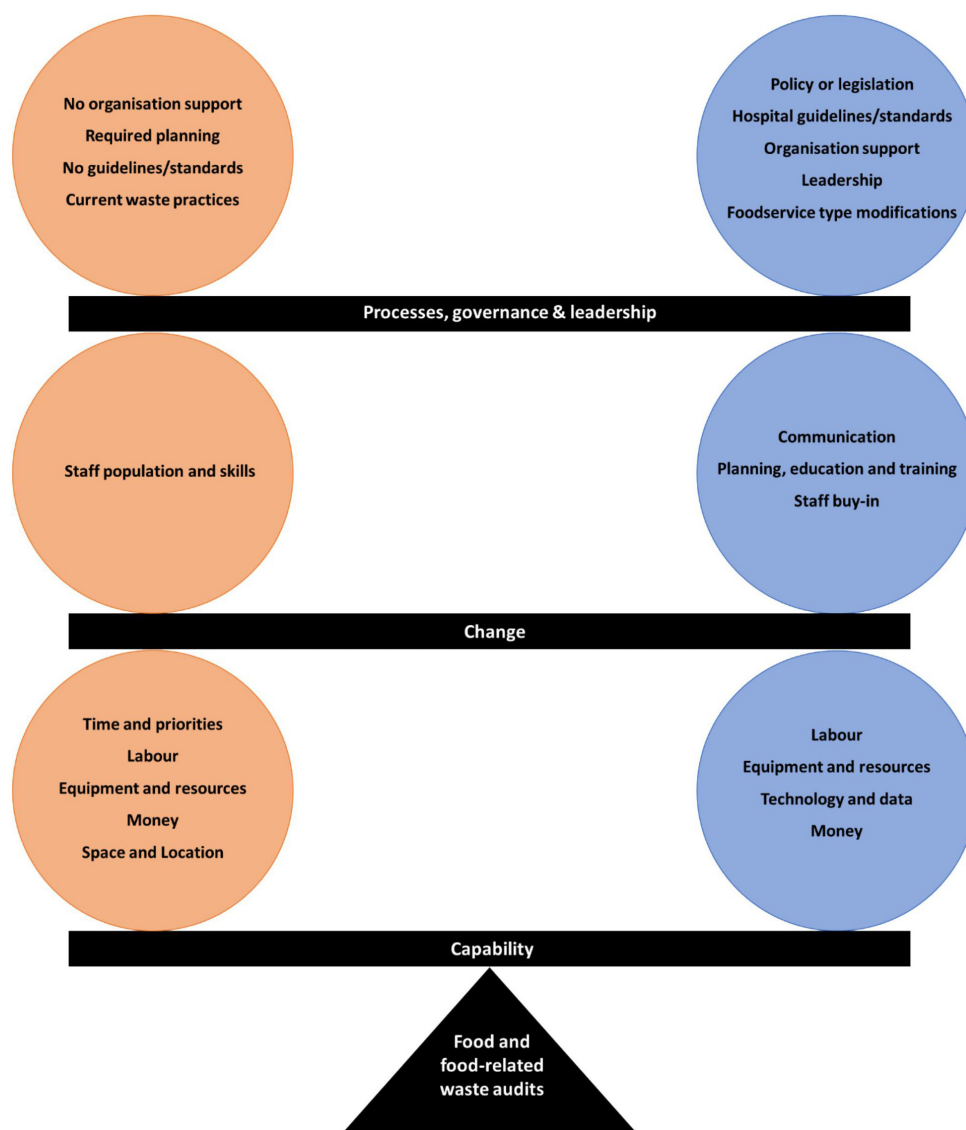 No organisation support
Required planning
No guidelines/standards
Current waste practices
Policy or legislation
Hospital guidelines/standards
Organisation support
Leadership
Foodservice type modifications
Processes, governance & leadership
Staff population and skills
Communication
Planning, education and training
Staff buy-in
Change
Time and priorities
Labour
Equipment and resources
Money
Space and Location
Labour
Equipment and resources
Technology and data
Money
Capability
Food and
food-related
waste audits